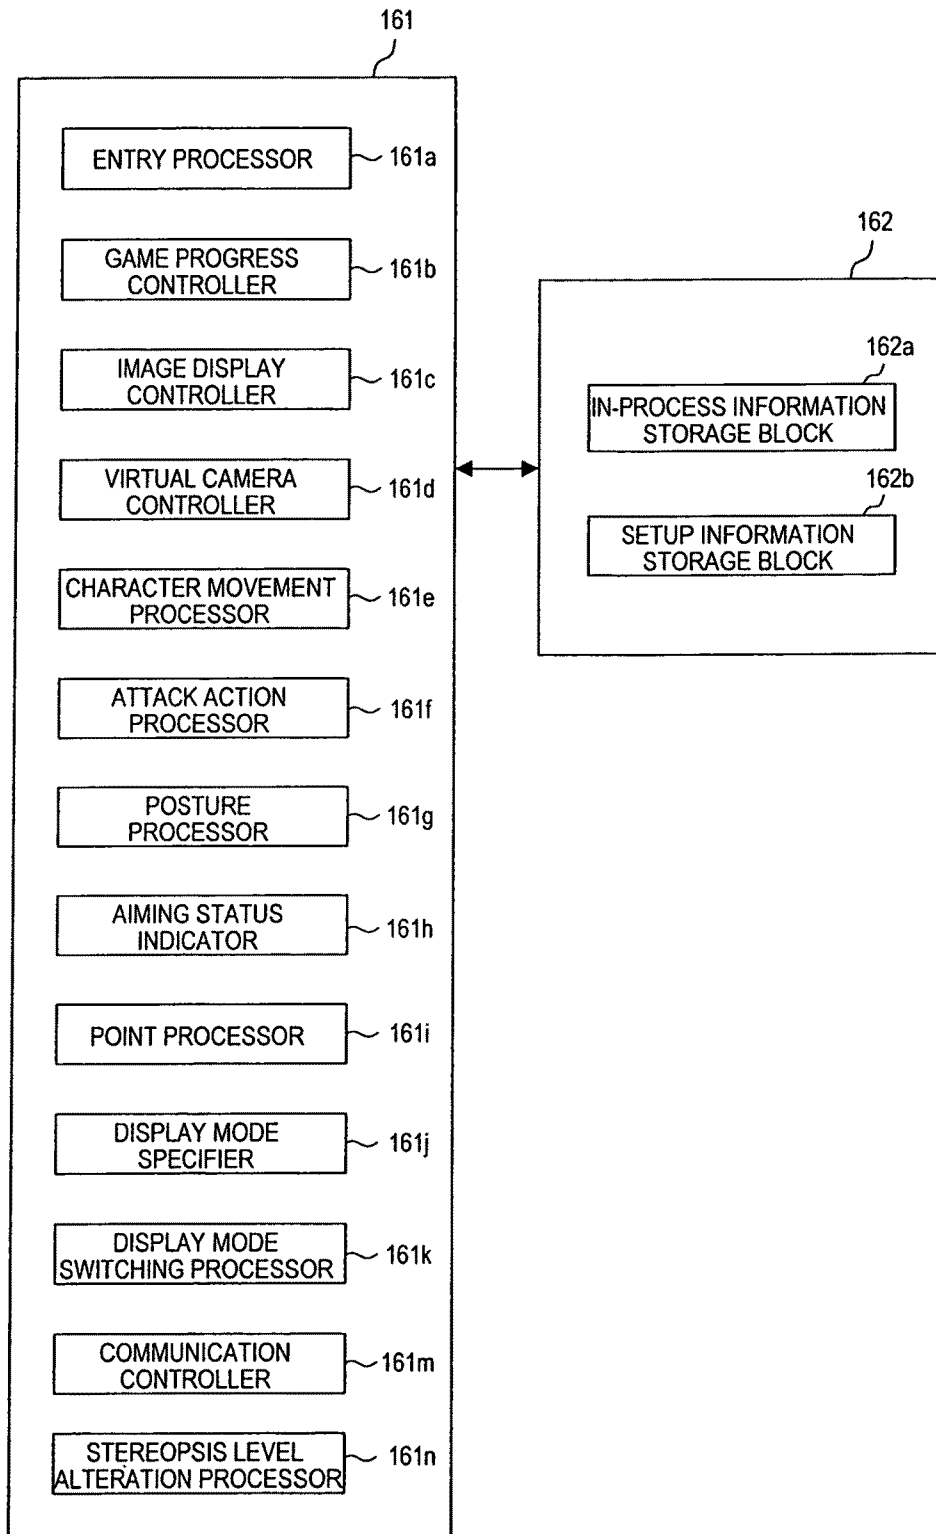 161
ENTRY PROCESSOR
161a
GAME PROGRESS
CONTROLLER
161b
IMAGE DISPLAY
CONTROLLER
161c
VIRTUAL CAMERA
CONTROLLER
161d
CHARACTER MOVEMENT
PROCESSOR
161e
ATTACK ACTION
PROCESSOR
161f
POSTURE
PROCESSOR
161g
AIMING STATUS
INDICATOR
161h
POINT PROCESSOR
161i
DISPLAY MODE
SPECIFIER
161j
DISPLAY MODE
SWITCHING PROCESSOR
161k
COMMUNICATION
CONTROLLER
161m
STEREOPSIS LEVEL
ALTERATION PROCESSOR
161n
162
162a
IN-PROCESS INFORMATION
STORAGE BLOCK
162b
SETUP INFORMATION
STORAGE BLOCK